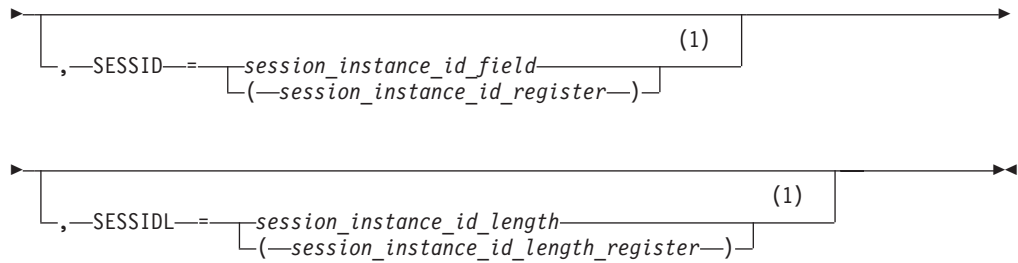 (1)
, SESSID = session_instance_id_field
( session_instance_id_register )
(1)
, SESSIDL = session_instance_id_length
( session_instance_id_length_register )